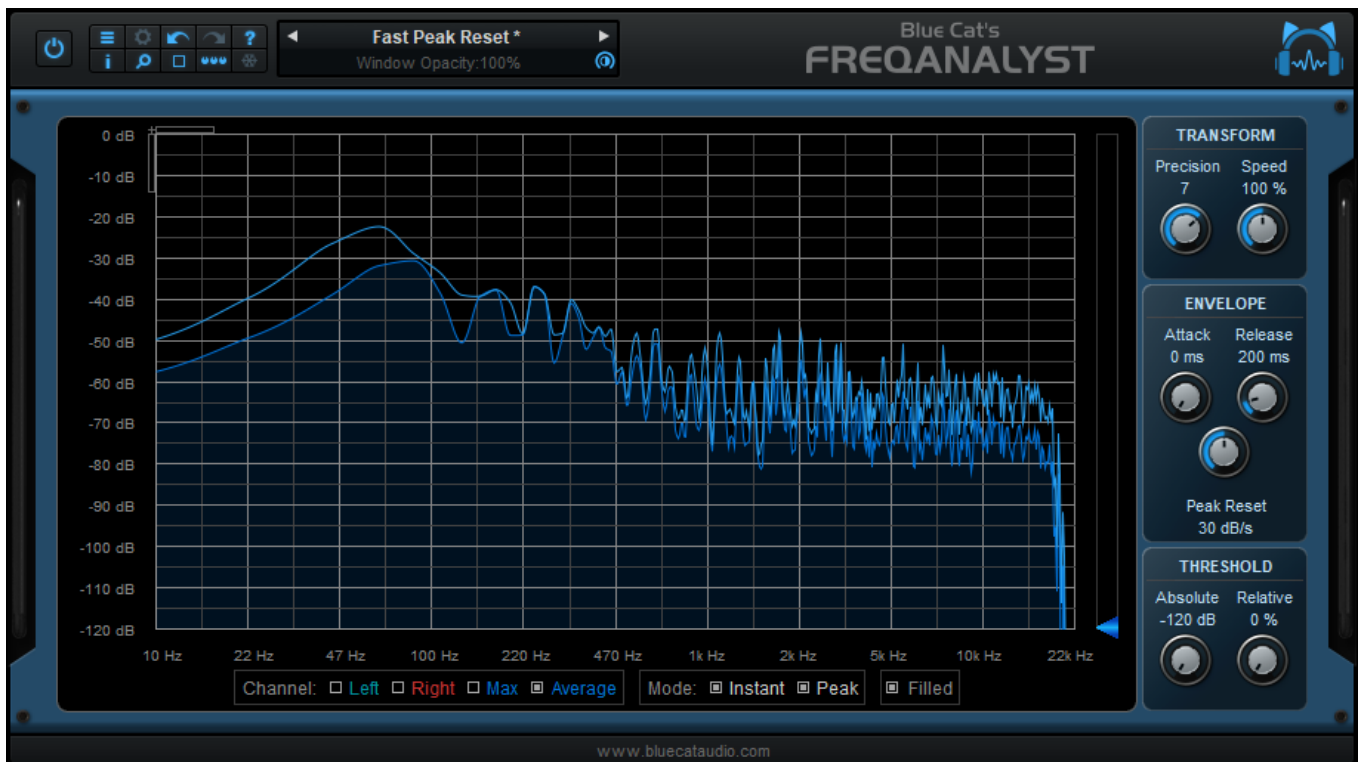 Fast Peak Reset *
Window Opacity:100%
Blue Cat's
FREQANALYST
0 dB
-10 dB
-20 dB
-30 dB
-40 dB
-50 dB
-60 dB
-70 dB
-80 dB
-90 dB
-100 dB
-110 dB
-120 dB
10 Hz 22 Hz 47 Hz 100 Hz 220 Hz 470 Hz 1k Hz 2k Hz 5k Hz 10k Hz 22k Hz
Channel: Left Right Max Average Mode: Instant Peak Filled
TRANSFORM
Precision Speed
7 100 %
ENVELOPE
Attack Release
0 ms 200 ms
Peak Reset
30 dB/s
THRESHOLD
Absolute Relative
-120 dB 0 %
www.bluecataudio.com